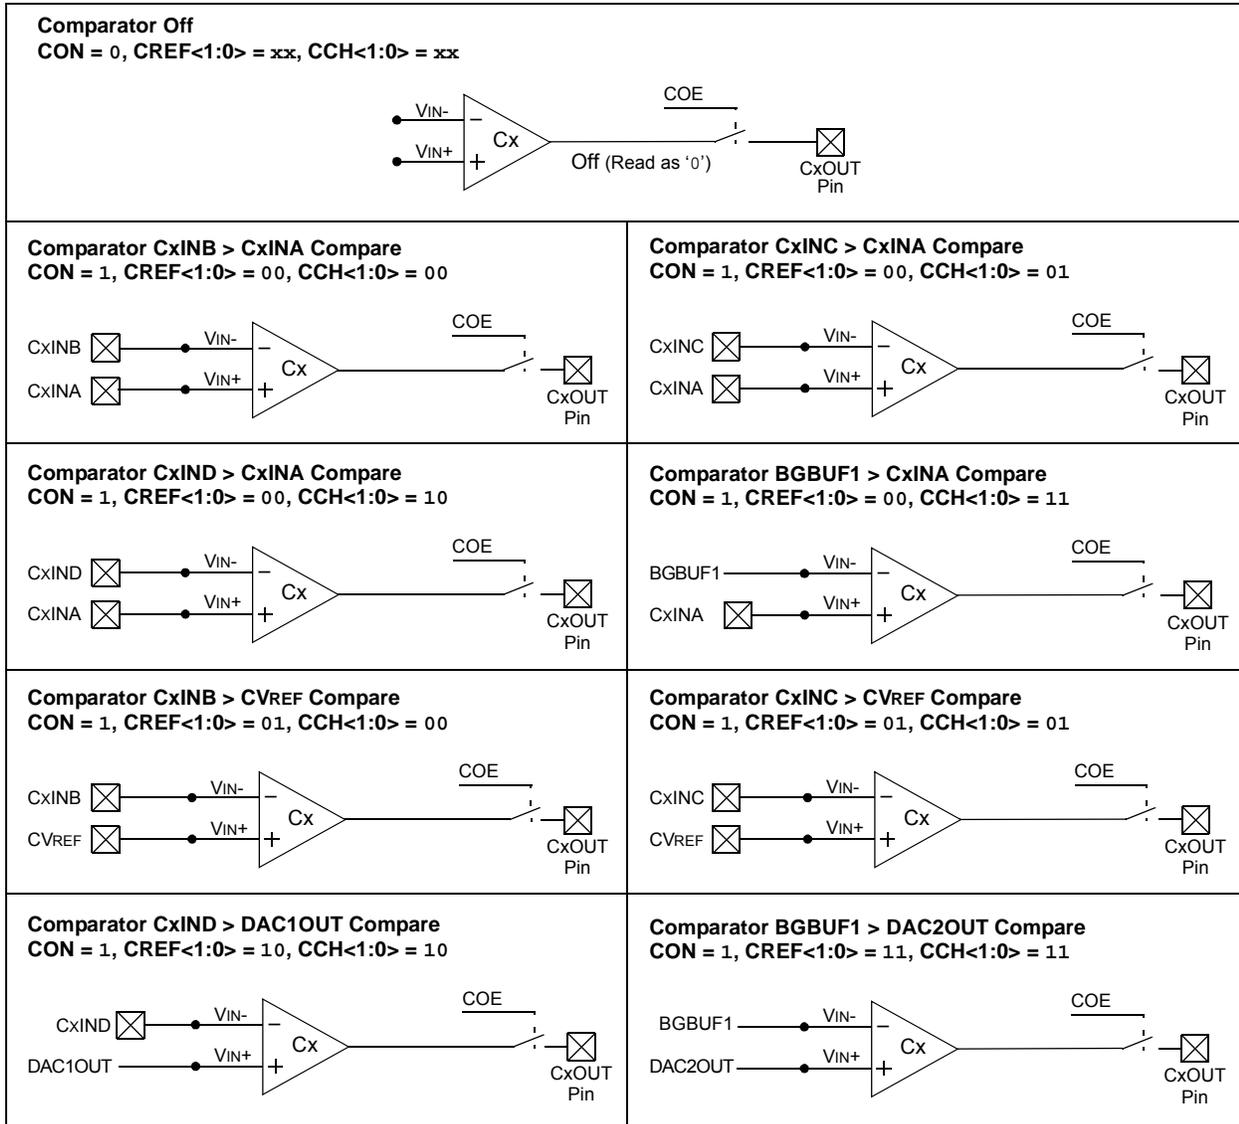 Comparator Off
CON = 0, CREF<1:0> = xx, CCH<1:0> = xx
COE
VIN-
Cx
VIN+
Off (Read as ‘0’)
CxOUT
Pin
Comparator CxINB > CxINA Compare
CON = 1, CREF<1:0> = 00, CCH<1:0> = 00
COE
CxINB
VIN-
Cx
CxINA
VIN+
CxOUT
Pin
Comparator CxINC > CxINA Compare
CON = 1, CREF<1:0> = 00, CCH<1:0> = 01
COE
CxINC
VIN-
Cx
CxINA
VIN+
CxOUT
Pin
Comparator CxIND > CxINA Compare
CON = 1, CREF<1:0> = 00, CCH<1:0> = 10
COE
CxIND
VIN-
Cx
CxINA
VIN+
CxOUT
Pin
Comparator BGBUF1 > CxINA Compare
CON = 1, CREF<1:0> = 00, CCH<1:0> = 11
COE
BGBUF1
VIN-
Cx
CxINA
VIN+
CxOUT
Pin
Comparator CxINB > CVREF Compare
CON = 1, CREF<1:0> = 01, CCH<1:0> = 00
COE
CxINB
VIN-
Cx
CVREF
VIN+
CxOUT
Pin
Comparator CxINC > CVREF Compare
CON = 1, CREF<1:0> = 01, CCH<1:0> = 01
COE
CxINC
VIN-
Cx
CVREF
VIN+
CxOUT
Pin
Comparator CxIND > DAC1OUT Compare
CON = 1, CREF<1:0> = 10, CCH<1:0> = 10
COE
CxIND
VIN-
Cx
DAC1OUT
VIN+
CxOUT
Pin
Comparator BGBUF1 > DAC2OUT Compare
CON = 1, CREF<1:0> = 11, CCH<1:0> = 11
COE
BGBUF1
VIN-
Cx
DAC2OUT
VIN+
CxOUT
Pin